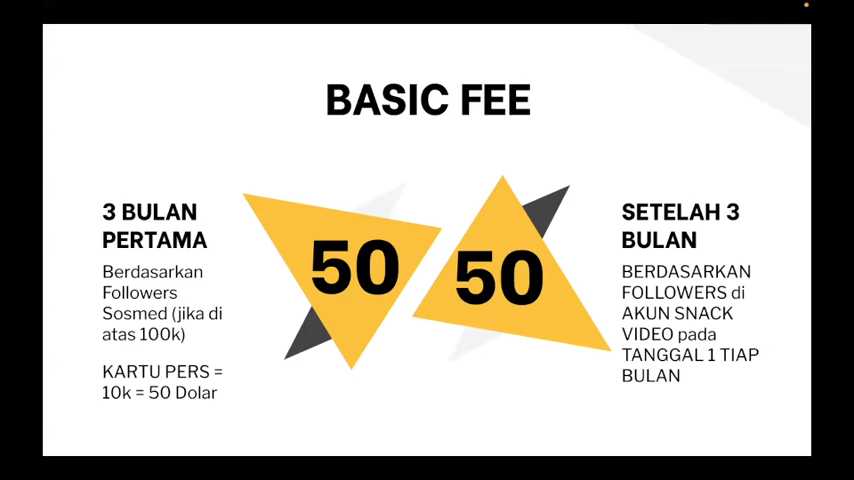 BASIC FEE
3 BULAN
PERTAMA
Berdasarkan
Followers
Sosmed (jika di
atas 100k)
KARTU PERS =
10k = 50 Dolar
50
50
SETELAH 3
BULAN
BERDASARKAN
FOLLOWERS di
AKUN SNACK
VIDEO pada
TANGGAL 1 TIAP
BULAN